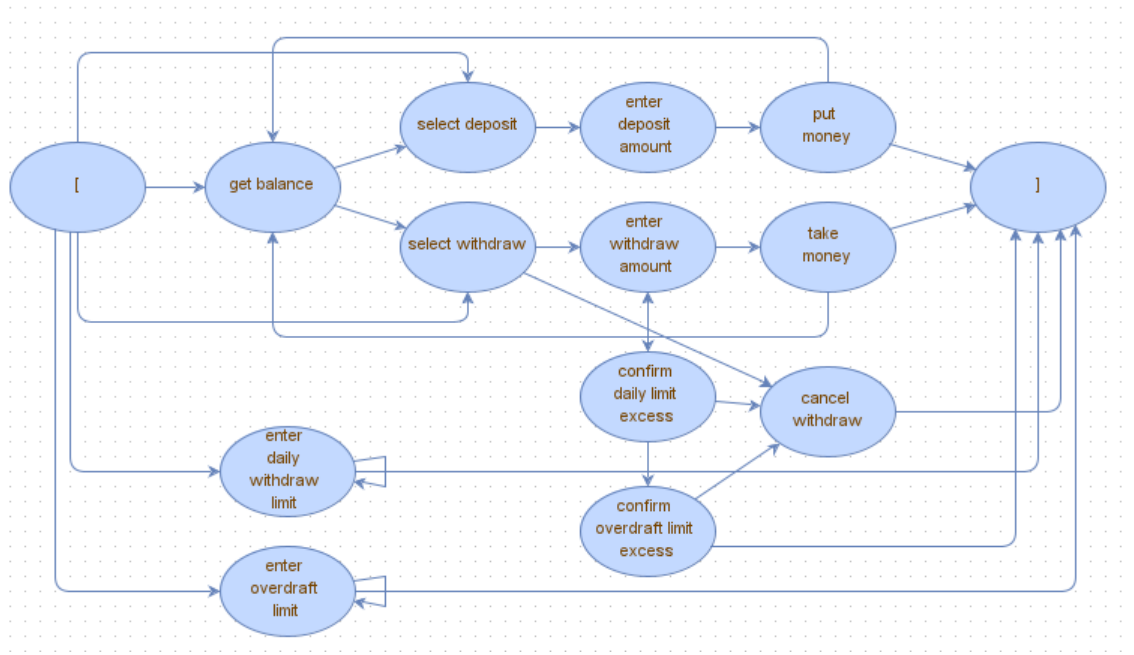 [
get balance
select deposit
enter
deposit
amount
put
money
]
select withdraw
enter
withdraw
amount
take
money
confirm
daily limit
excess
cancel
withdraw
enter
daily
withdraw
limit
confirm
overdraft limit
excess
enter
overdraft
limit